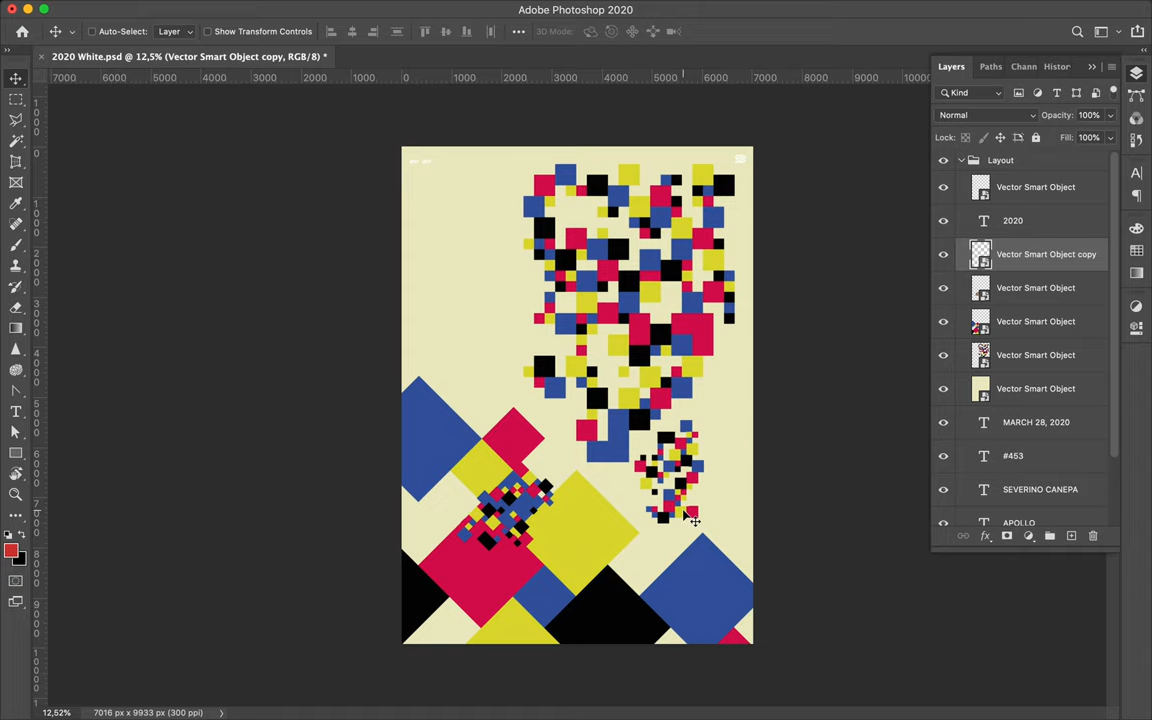 Adobe Photoshop 2020
Auto-Select:
Layer
Show Transform Controls
3D Mode:
2020 White.psd @ 12,5% (Vector Smart Object copy, RGB/8) *
7000
6000
5000
4000
3000
2000
1000
0
1000
2000
3000
4000
5000
6000
7000
8000
9000
Layers
Paths
Chann
Histor
Kind
Normal
Opacity:
100%
Lock:
Fill:
100%
Layout
Vector Smart Object
2020
Vector Smart Object copy
Vector Smart Object
Vector Smart Object
Vector Smart Object
Vector Smart Object
MARCH 28, 2020
#453
SEVERINO CANEPA
APOLLO
12,52%
7016 px x 9933 px (300 ppi)